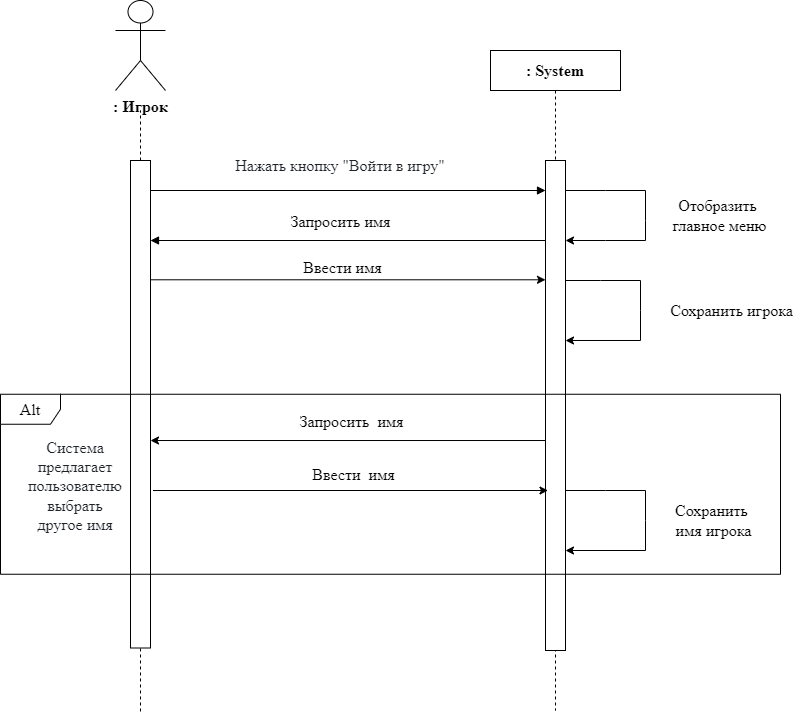 : Игрок
: System
Нажать кнопку "Войти в игру"
Отобразить
главное меню
Запросить имя
Ввести имя
Сохранить игрока
Alt
Система
предлагает
пользователю
выбрать
другое имя
Запросить  имя
Ввести  имя
Сохранить
имя игрока